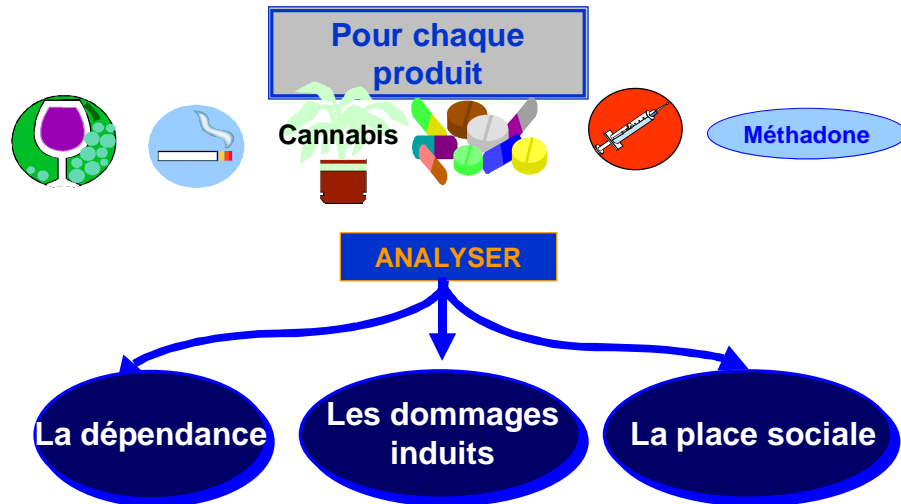 Pour chaque
produit
Cannabis
Méthadone
ANALYSER
La dépendance
Les dommages
induits
La place sociale